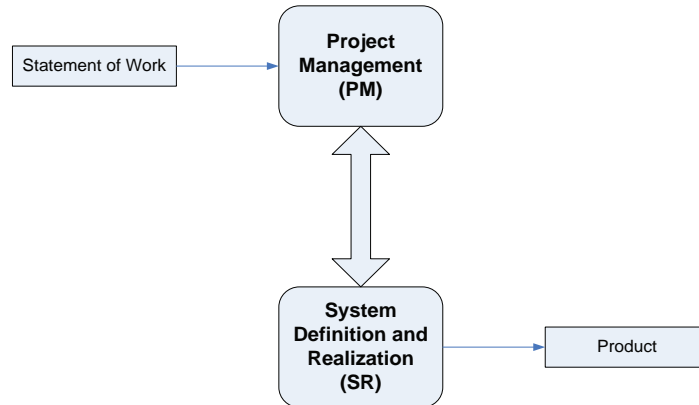 Project
Management
(PM)
Statement of Work
System
Definition and
Realization
(SR)
Product